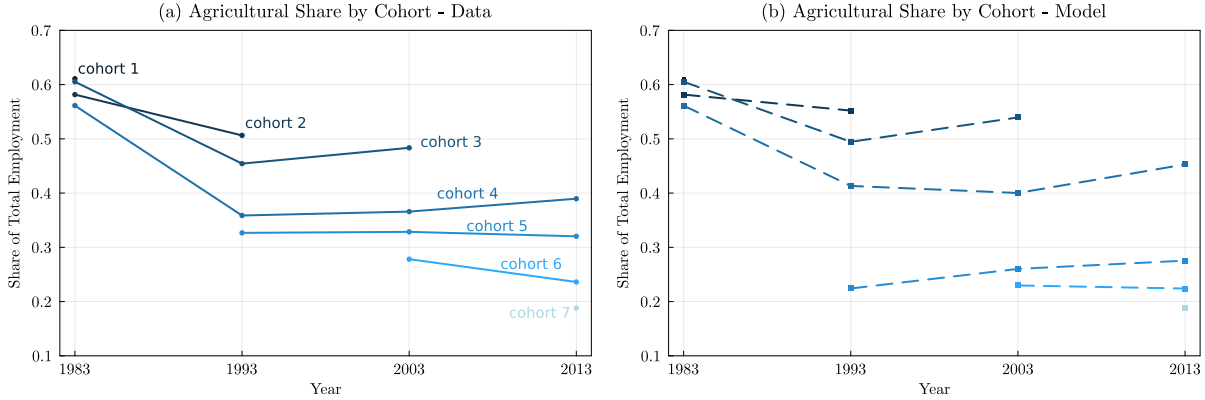 (a) Agricultural Share by Cohort - Data
0.7
0.6
0.5
0.4
0.3
0.2
0.1
Share of Total Employment
cohort 1
cohort 2
cohort 3
cohort 4
cohort 5
cohort 6
cohort 7
1983
1993
2003
2013
Year
(b) Agricultural Share by Cohort - Model
0.7
0.6
0.5
0.4
0.3
0.2
0.1
Share of Total Employment
1983
1993
2003
2013
Year